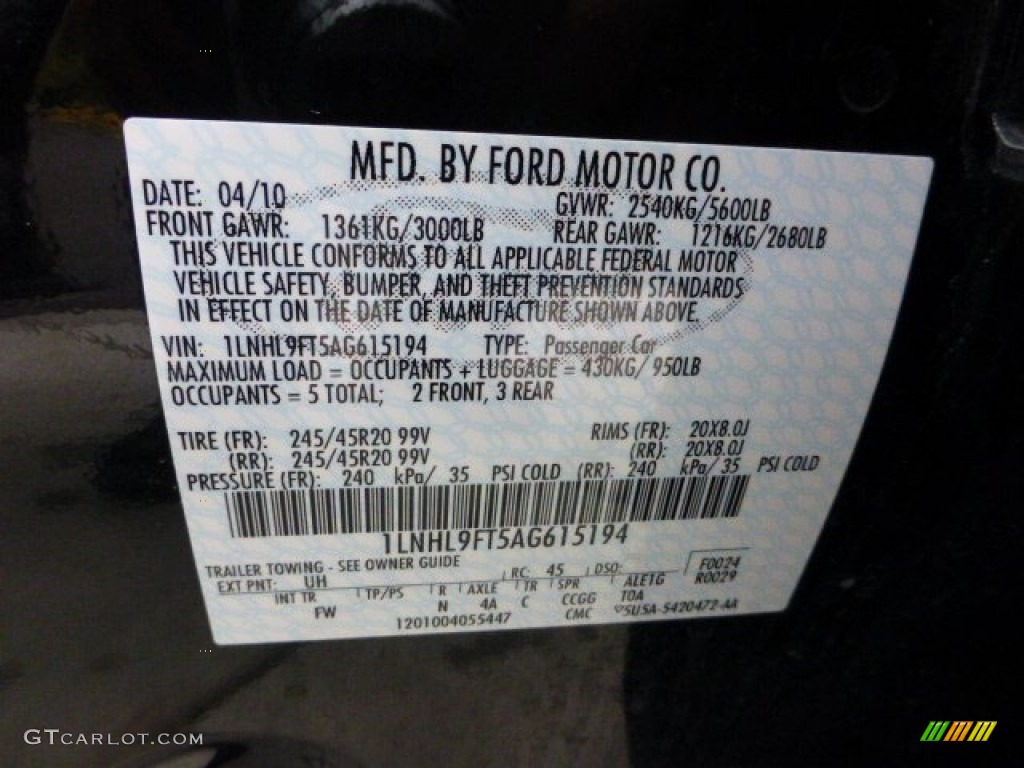 MFD. BY FORD MOTOR CO.
DATE: 04/10 GVWR: 2540KG/5600LB
FRONT GAWR: 1361KG/3000LB REAR GAWR: 1216KG/2680LB
THIS VEHICLE CONFORMS TO ALL APPLICABLE FEDERAL MOTOR
VEHICLE SAFETY, BUMPER, AND THEFT PREVENTION STANDARDS
IN EFFECT ON THE DATE OF MANUFACTURE SHOWN ABOVE.
VIN: 1LNHL9FT5AG615194 TYPE: Passenger Car
MAXIMUM LOAD = OCCUPANTS + LUGGAGE = 430KG/ 950LB
OCCUPANTS = 5 TOTAL; 2 FRONT, 3 REAR
TIRE (FR): 245/45R20 99V RIMS (FR): 20X8.0J
(RR): 245/45R20 99V (RR): 20X8.0J
PRESSURE (FR): 240 kPa/ 35 PSI COLD (RR): 240 kPa/ 35 PSI COLD
1LNHL9FT5AG615194
TRAILER TOWING - SEE OWNER GUIDE
EXT PNT: UH RC: 45 DSO: F0024
R0029
INT TR TP/PS R AXLE TR SPR ALETG
FW N 4A C CCGG TOA
1201004055447 CMC 5U5A-5420472-AA
GTCARLOT.COM